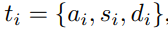 tᵢ = {aᵢ, sᵢ, dᵢ},